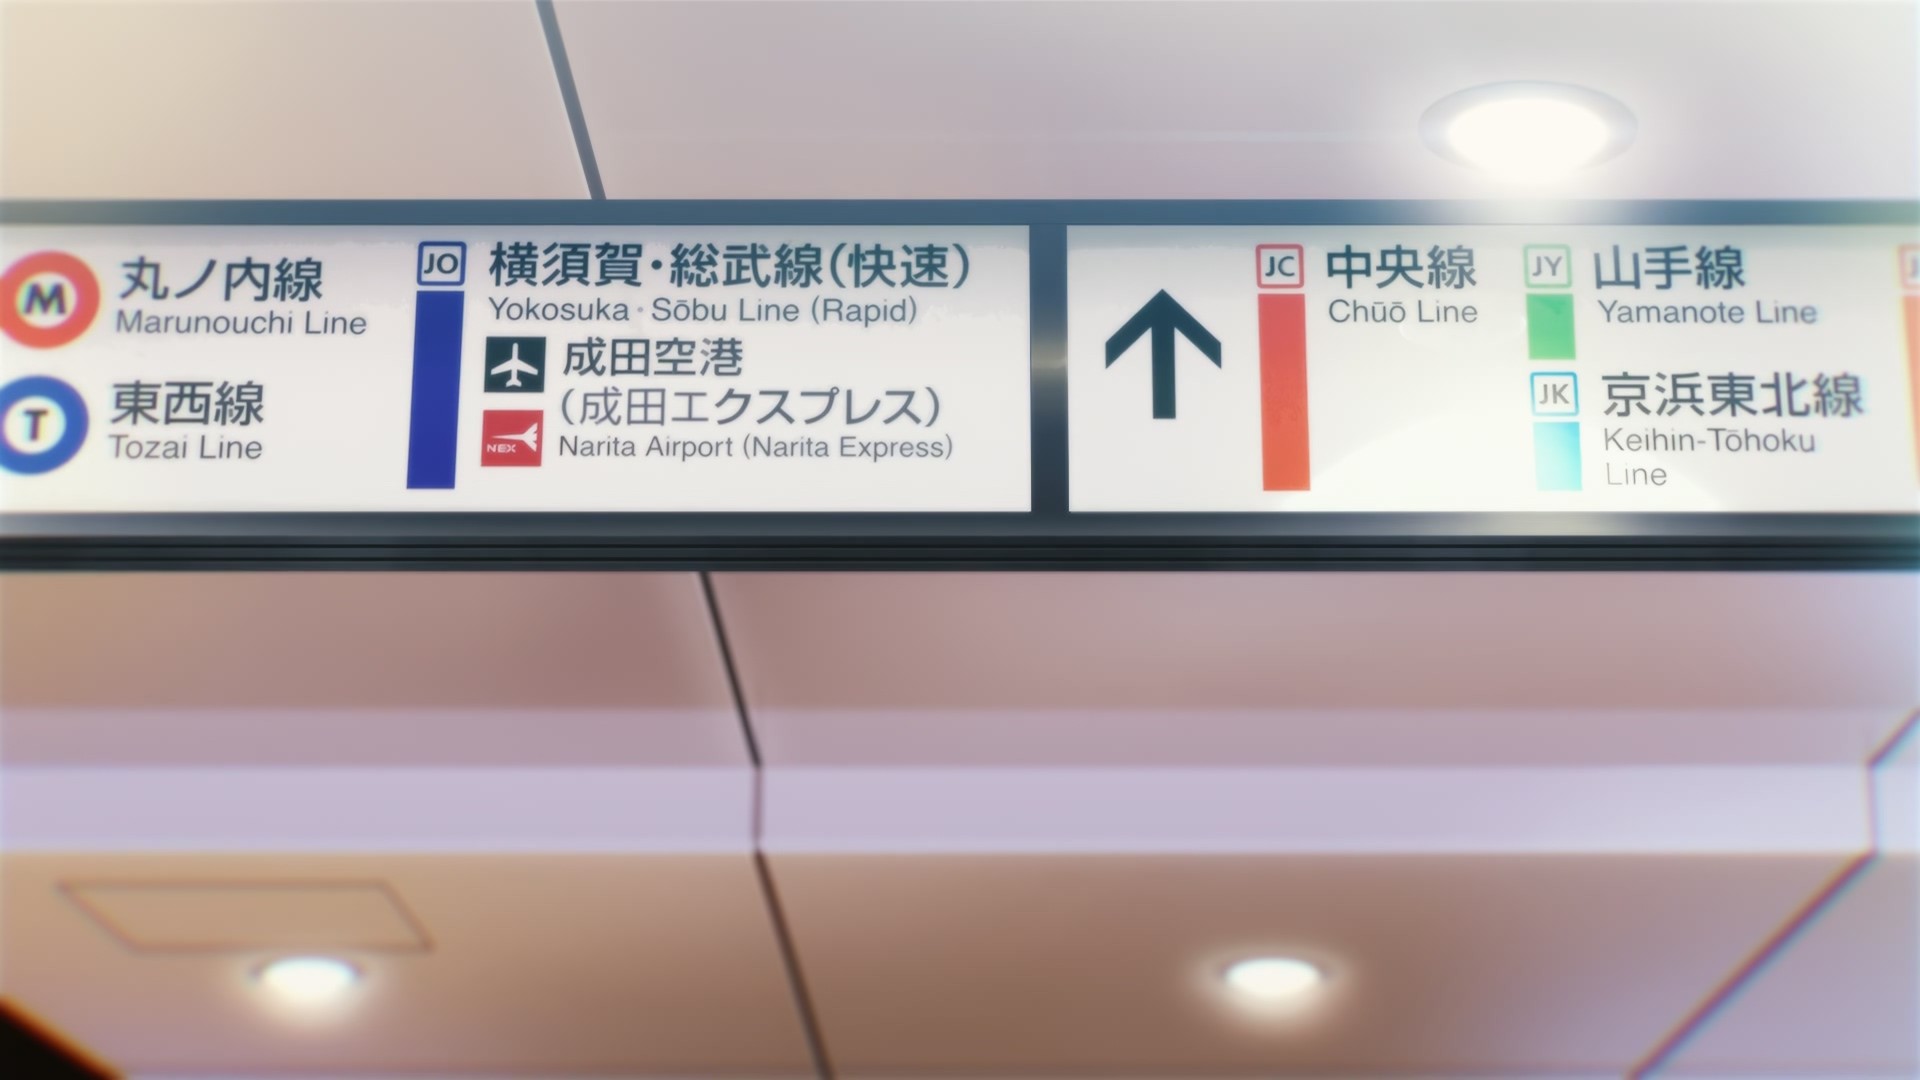 M 丸ノ内線
Marunouchi Line
T 東西線
Tozai Line
JO 横須賀・総武線(快速)
Yokosuka・Sōbu Line (Rapid)
成田空港
(成田エクスプレス)
NEX Narita Airport (Narita Express)
JC 中央線
Chūō Line
JY 山手線
Yamanote Line
JK 京浜東北線
Keihin-Tōhoku
Line